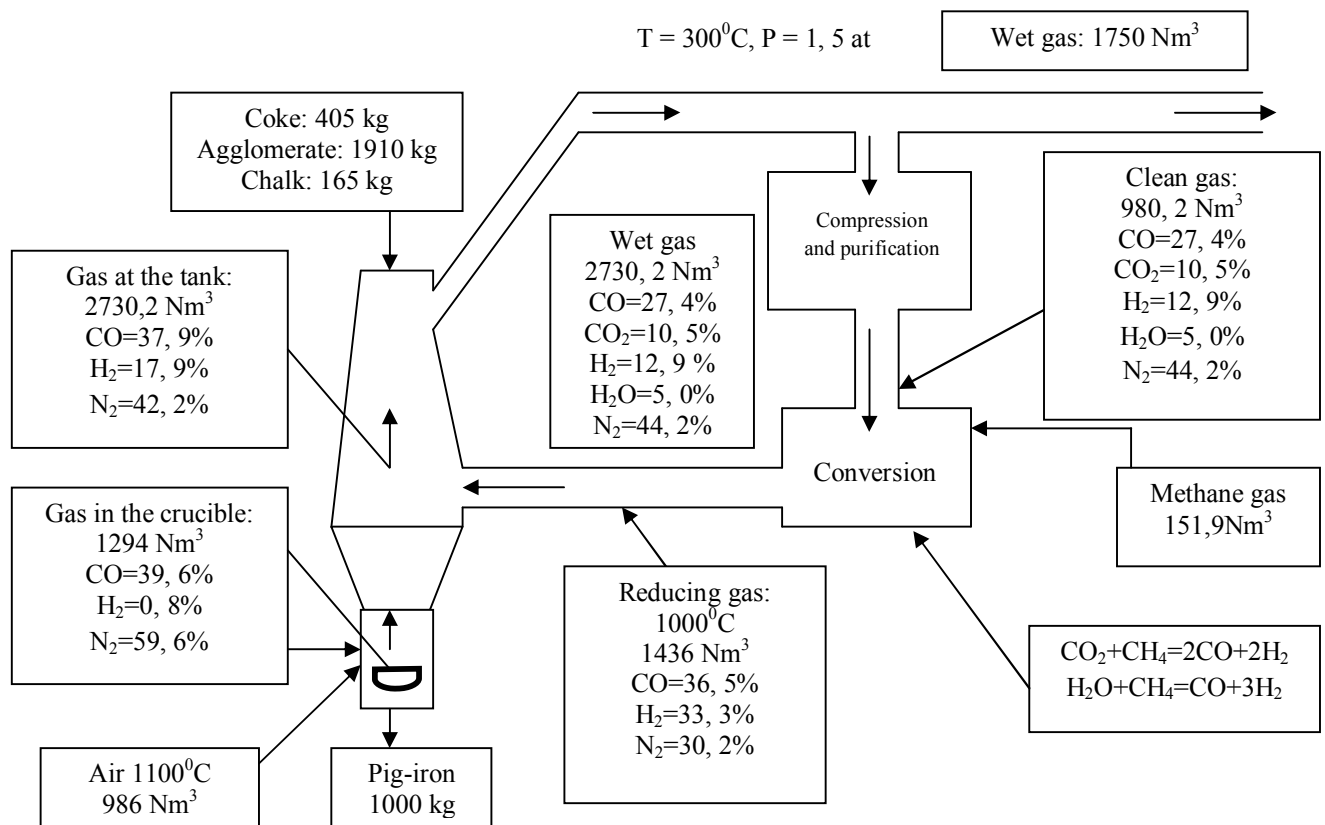 T = 300⁰C, P = 1, 5 at
Wet gas: 1750 Nm³
Coke: 405 kg
Agglomerate: 1910 kg
Chalk: 165 kg
Clean gas:
980, 2 Nm³
CO=27, 4%
CO₂=10, 5%
H₂=12, 9%
H₂O=5, 0%
N₂=44, 2%
Compression
and purification
Wet gas
2730, 2 Nm³
CO=27, 4%
CO₂=10, 5%
H₂=12, 9 %
H₂O=5, 0%
N₂=44, 2%
Gas at the tank:
2730,2 Nm³
CO=37, 9%
H₂=17, 9%
N₂=42, 2%
Conversion
Methane gas
151,9Nm³
Gas in the crucible:
1294 Nm³
CO=39, 6%
H₂=0, 8%
N₂=59, 6%
Reducing gas:
1000⁰C
1436 Nm³
CO=36, 5%
H₂=33, 3%
N₂=30, 2%
CO₂+CH₄=2CO+2H₂
H₂O+CH₄=CO+3H₂
D
Air 1100⁰C
986 Nm³
Pig-iron
1000 kg